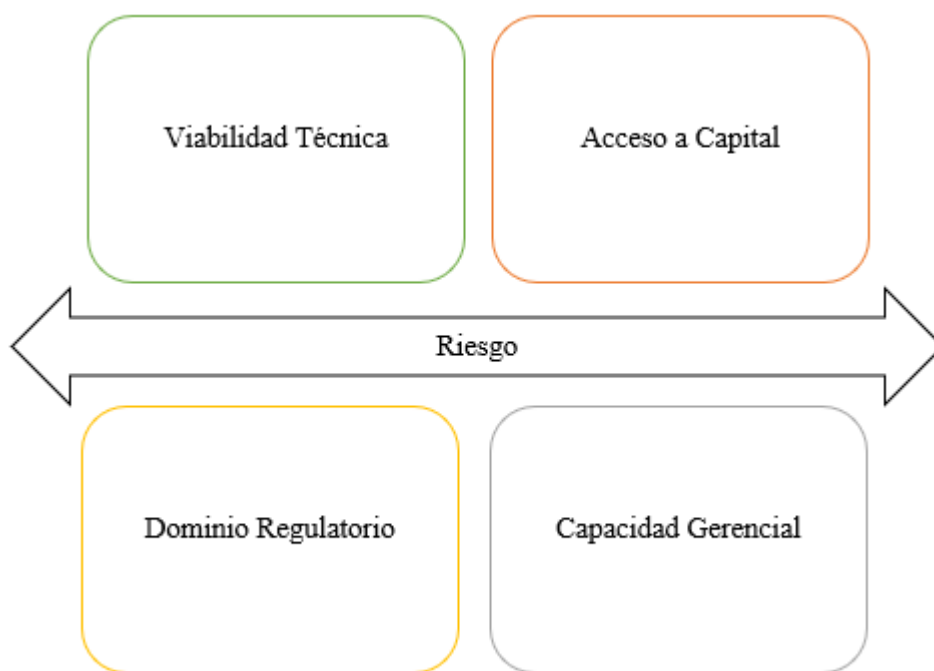 Viabilidad Técnica
Acceso a Capital
Riesgo
Dominio Regulatorio
Capacidad Gerencial